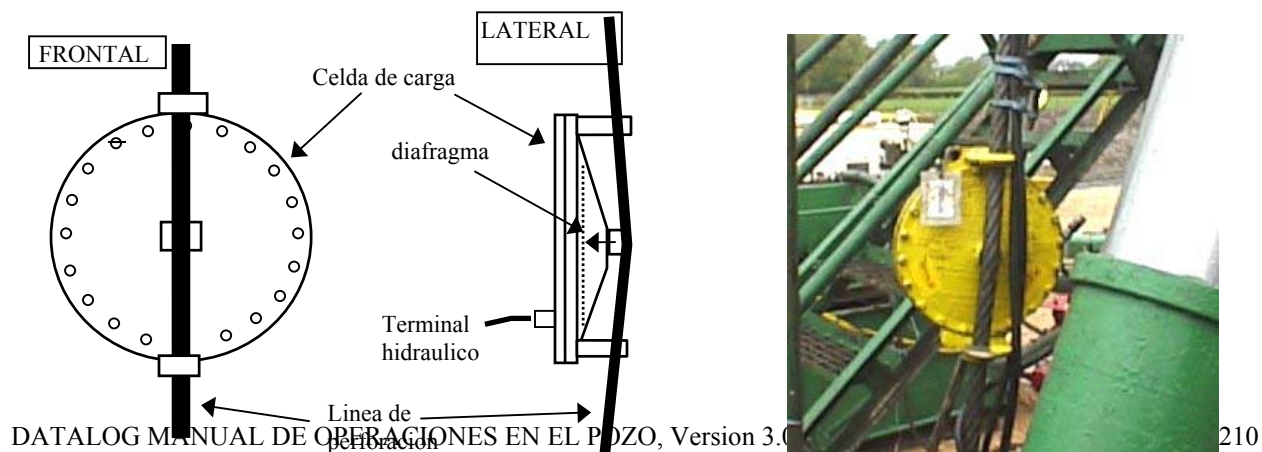 FRONTAL
LATERAL
Celda de carga
diafragma
Terminal
hidraulico
Linea de
perforacion
DATALOG MANUAL DE OPERACIONES EN EL POZO, Version 3.0
210